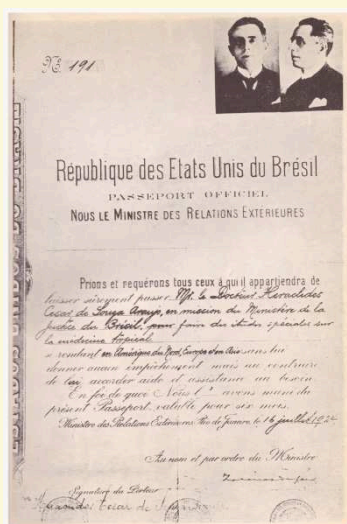 Nº 191
République des Etats Unis du Brésil
PASSEPORT OFFICIEL
NOUS LE MINISTRE DES RELATIONS EXTÉRIEURES
Prions et requérons tous ceux à qui il appartiendra de
laisser sûrement passer Mr. le Docteur Heraclides
Cesar de Souza Araujo, en mission du Ministère de la
Justice du Brésil, pour faire des études spéciales sur
la médecine tropicale
se rendant en Amérique du Nord, Europe et en Asie sans lui
donner aucun empêchement mais au contraire
de lui accorder aide et assistance au besoin
En foi de quoi Nous lui avons muni du
présent Passeport, valable pour six mois.
Ministère des Relations Extérieures Rio de Janeiro, le 16 juillet 1924
Au nom et par ordre du Ministre
Signature du Porteur